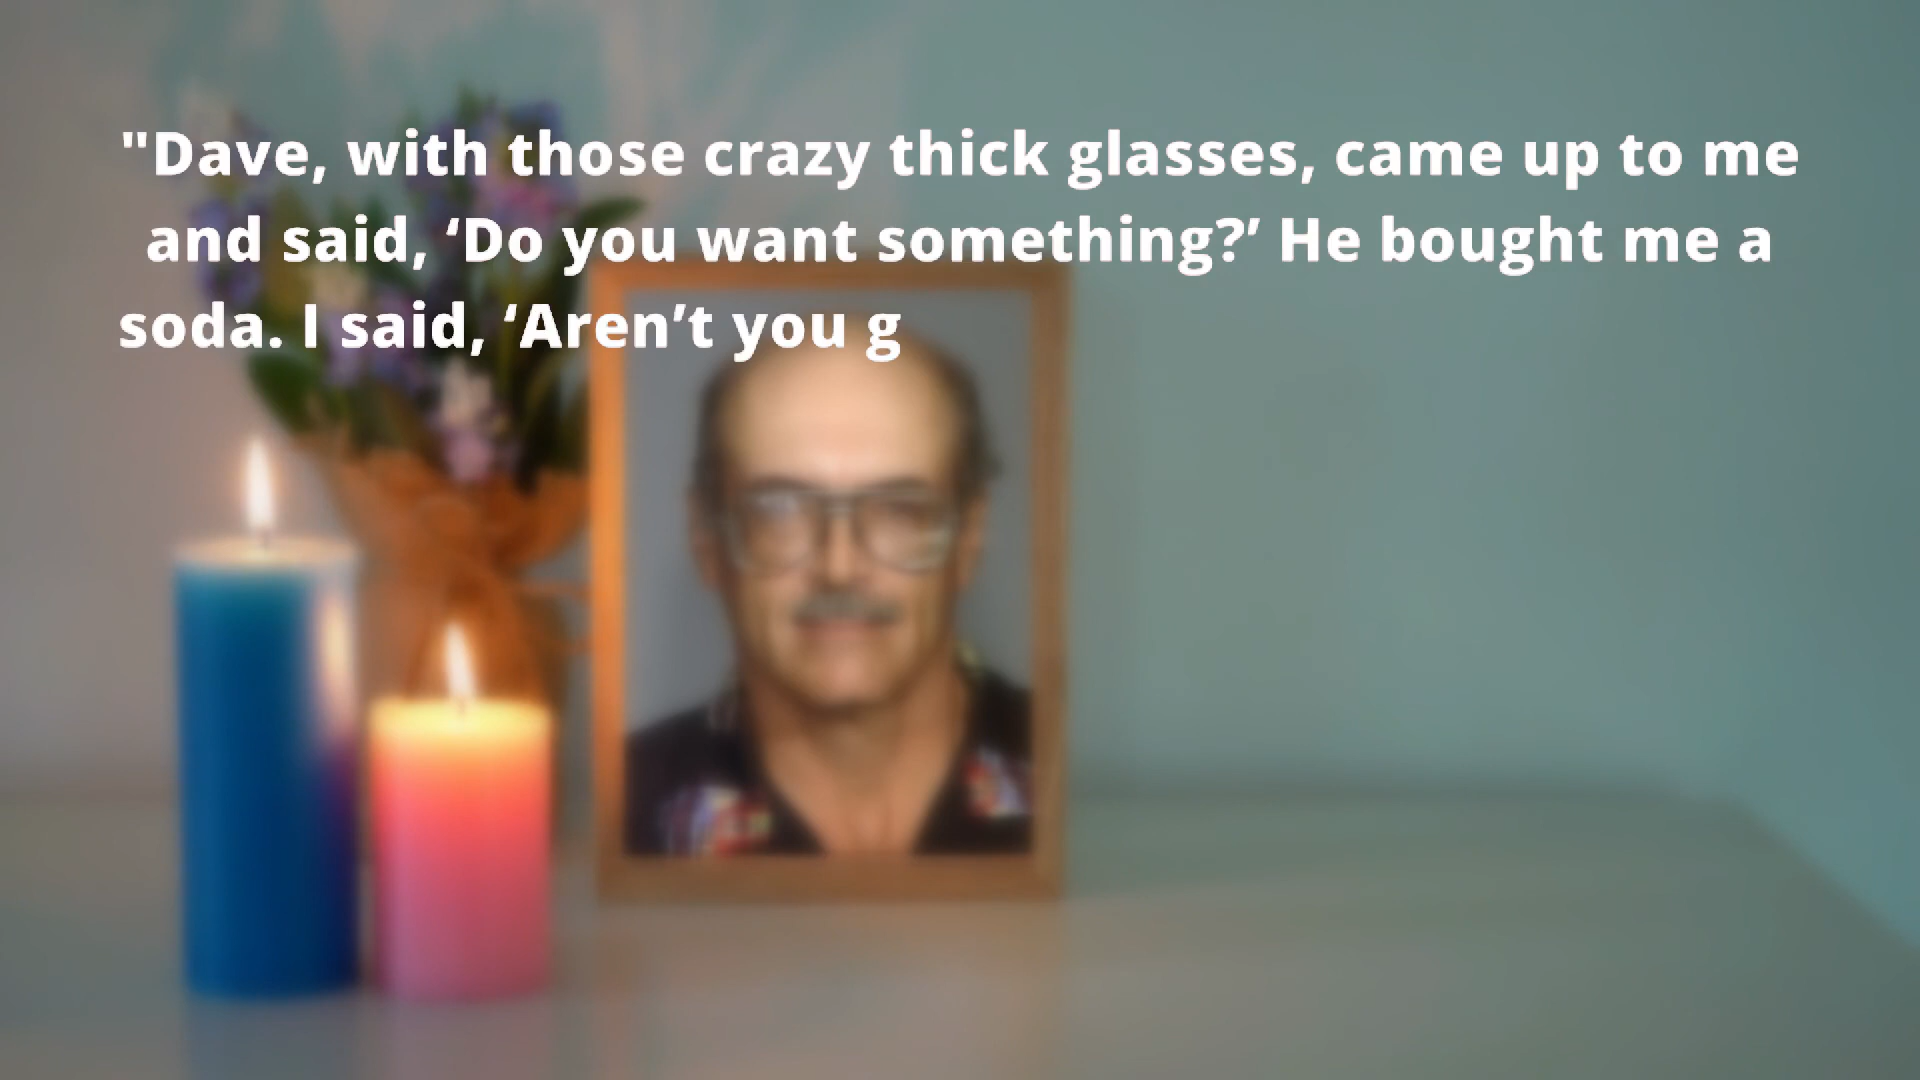 "Dave, with those crazy thick glasses, came up to me
and said, ‘Do you want something?’ He bought me a
soda. I said, ‘Aren’t you g